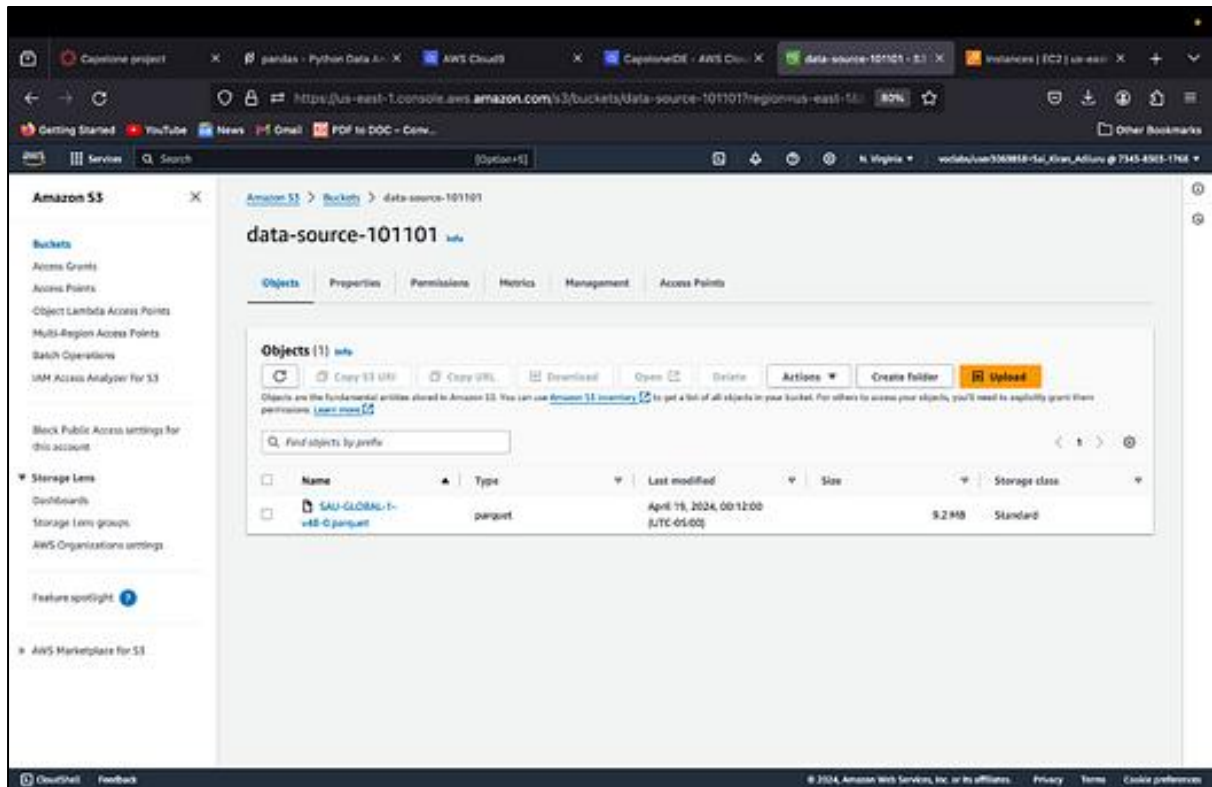 Capstone project
pandas - Python Data An
AWS Cloud9
CapstoneIDE - AWS Clou
data-source-101101 - S3
Instances | EC2 | us-east
https://us-east-1.console.aws.amazon.com/s3/buckets/data-source-101101?region=us-east-1&
80%
Getting Started
YouTube
News
Gmail
PDF to DOC - Conv...
Other Bookmarks
aws
Services
Search
[Option+S]
N. Virginia
Amazon S3
Buckets
Access Grants
Access Points
Object Lambda Access Points
Multi-Region Access Points
Batch Operations
IAM Access Analyzer for S3
Block Public Access settings for
this account
Storage Lens
Dashboards
Storage Lens groups
AWS Organizations settings
Feature spotlight 7
AWS Marketplace for S3
Amazon S3 > Buckets > data-source-101101
data-source-101101 Info
Objects
Properties
Permissions
Metrics
Management
Access Points
Objects (1) Info
Copy S3 URI
Copy URL
Download
Open
Delete
Actions
Create folder
Upload
Objects are the fundamental entities stored in Amazon S3. You can use Amazon S3 inventory to get a list of all objects in your bucket. For others to access your objects, you'll need to explicitly grant them
permissions. Learn more
Find objects by prefix
1
Name
Type
Last modified
Size
Storage class
SAU-GLOBAL-1-
v48-0.parquet
parquet
April 19, 2024, 00:12:00
(UTC-05:00)
9.2 MB
Standard
CloudShell
Feedback
© 2024, Amazon Web Services, Inc. or its affiliates.
Privacy
Terms
Cookie preferences